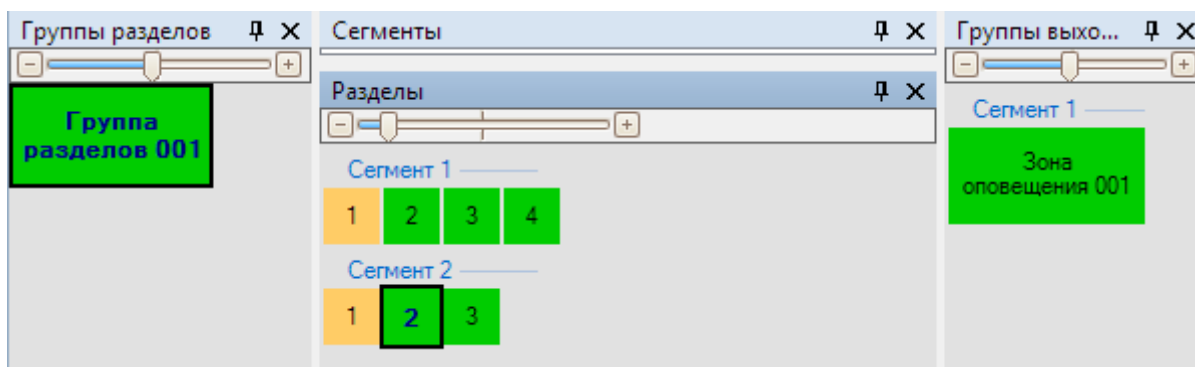 Группы разделов
Группа
разделов 001
Сегменты
Разделы
Сегмент 1
1 2 3 4
Сегмент 2
1 2 3
Группы выхо...
Сегмент 1
Зона
оповещения 001